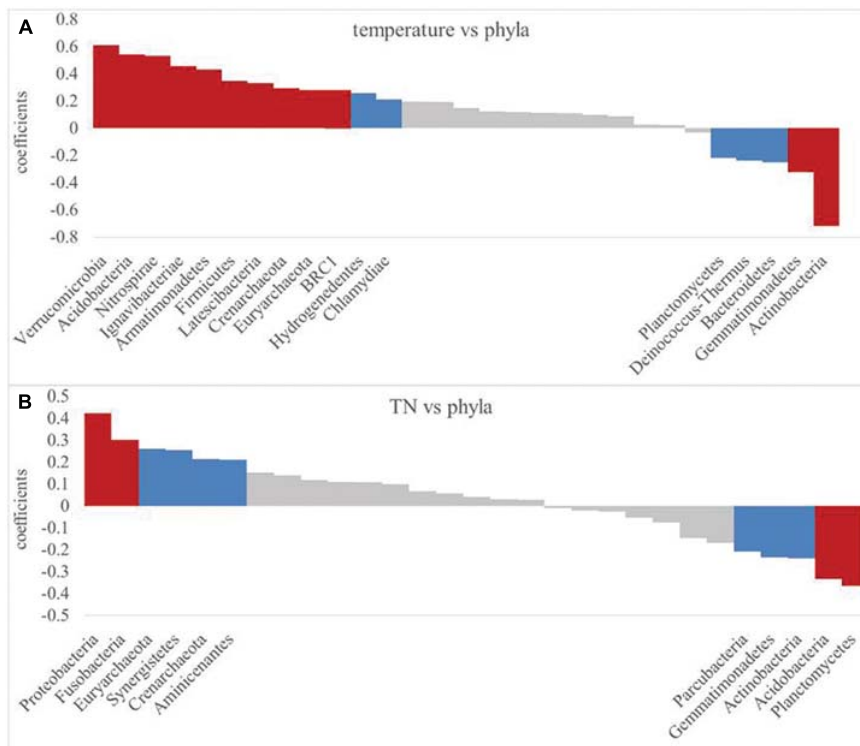 A
temperature vs phyla
coefficients
0.8
0.6
0.4
0.2
0
-0.2
-0.4
-0.6
-0.8
Verrucomicrobia
Acidobacteria
Nitrospirae
Ignavibacteriae
Armatimonadetes
Firmicutes
Latescibacteria
Crenarchaeota
Euryarchaeota
BRC1
Hydrogenedentes
Chlamydiae
Planctomycetes
Deinococcus-Thermus
Bacteroidetes
Gemmatimonadetes
Actinobacteria
B
TN vs phyla
coefficients
0.5
0.4
0.3
0.2
0.1
0
-0.1
-0.2
-0.3
-0.4
-0.5
Proteobacteria
Fusobacteria
Euryarchaeota
Synergistetes
Crenarchaeota
Aminicenantes
Parcubacteria
Gemmatimonadetes
Actinobacteria
Acidobacteria
Planctomycetes